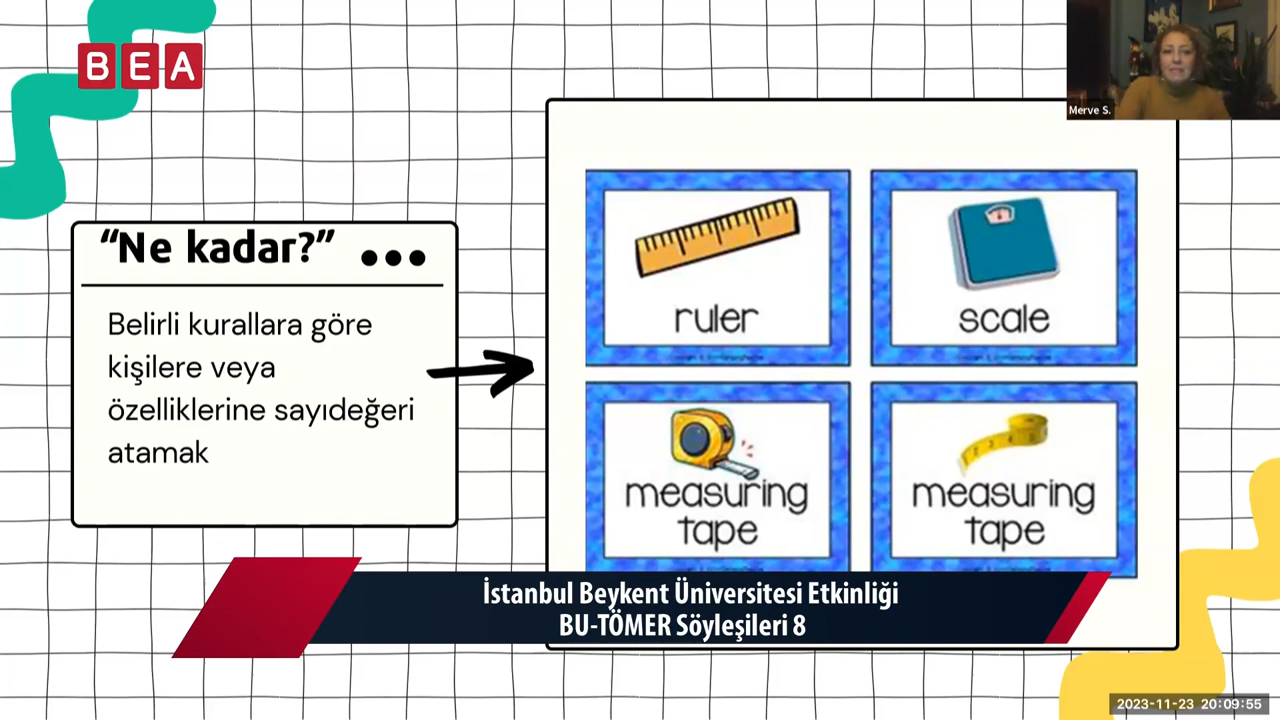 BEA
Merve S.
“Ne kadar?”
Belirli kurallara göre
kişilere veya
özelliklerine sayıdeğeri
atamak
ruler
scale
measuring
tape
measuring
tape
İstanbul Beykent Üniversitesi Etkinliği
BU-TÖMER Söyleşileri 8
2023-11-23 20:09:55